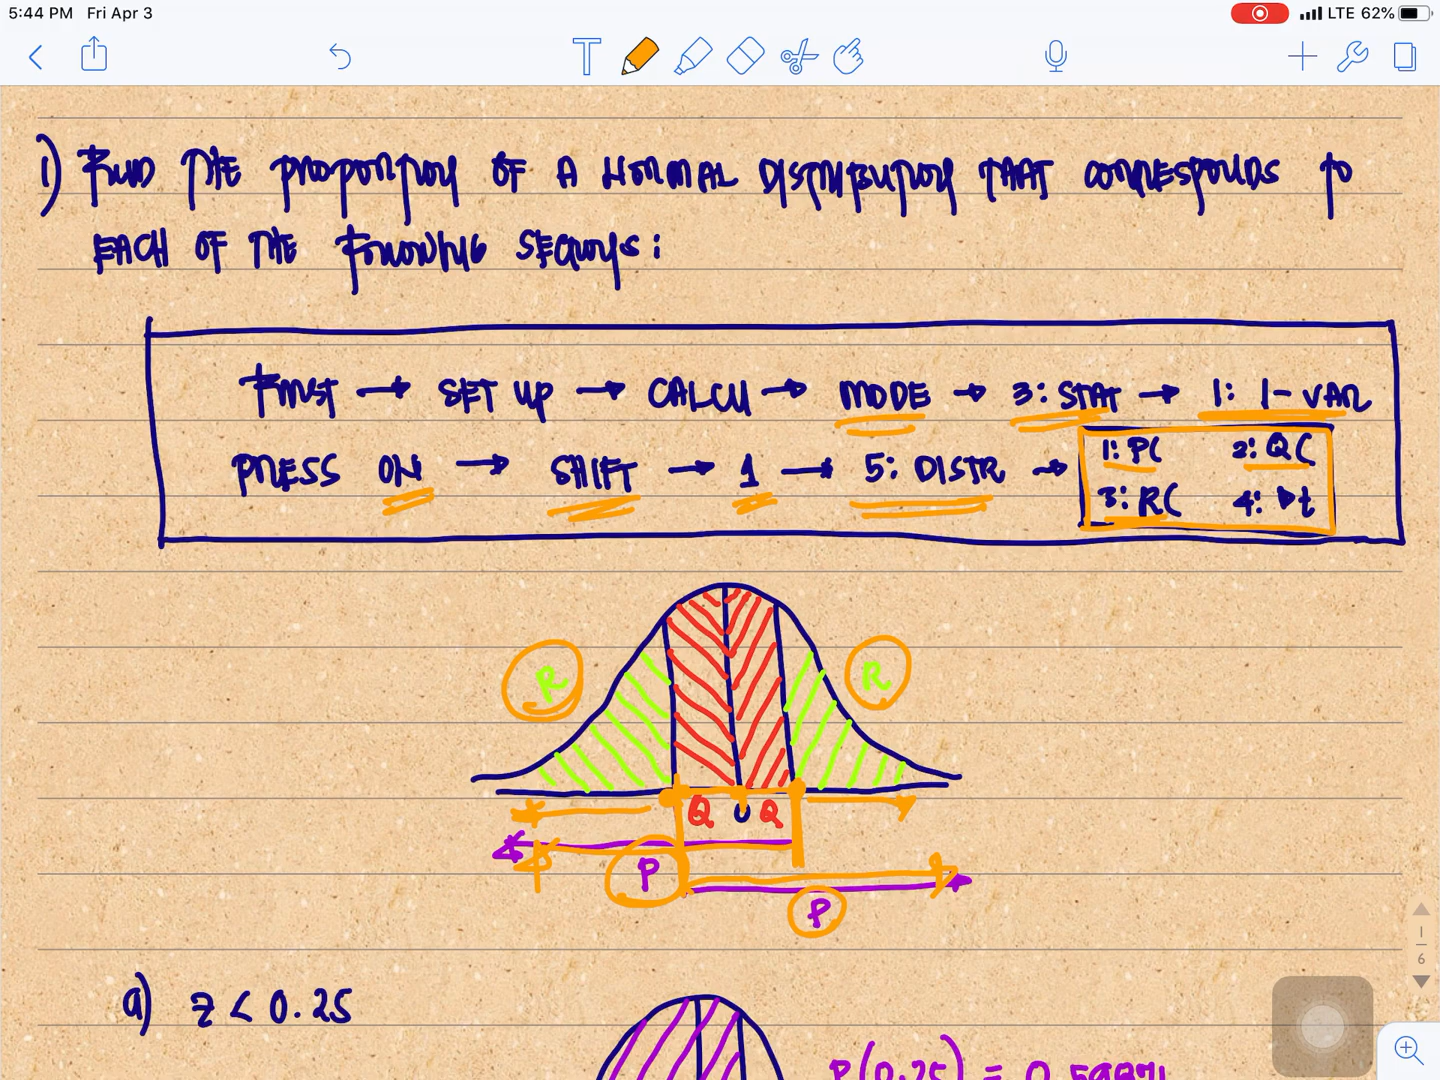 5:44 PM Fri Apr 3
LTE 62%
T
1) FIND THE PROPORTION OF A NORMAL DISTRIBUTION THAT CORRESPONDS TO
EACH OF THE FOLLOWING SECTIONS:
FIRST → SET UP → CALCU → MODE → 3: STAT → 1: 1-VAR
PRESS ON → SHIFT → 1 → 5: DISTR →
1: P( 2: Q(
3: R( 4: ▶t
R R
Q 0 Q
P
P
1
6
a) z < 0.25